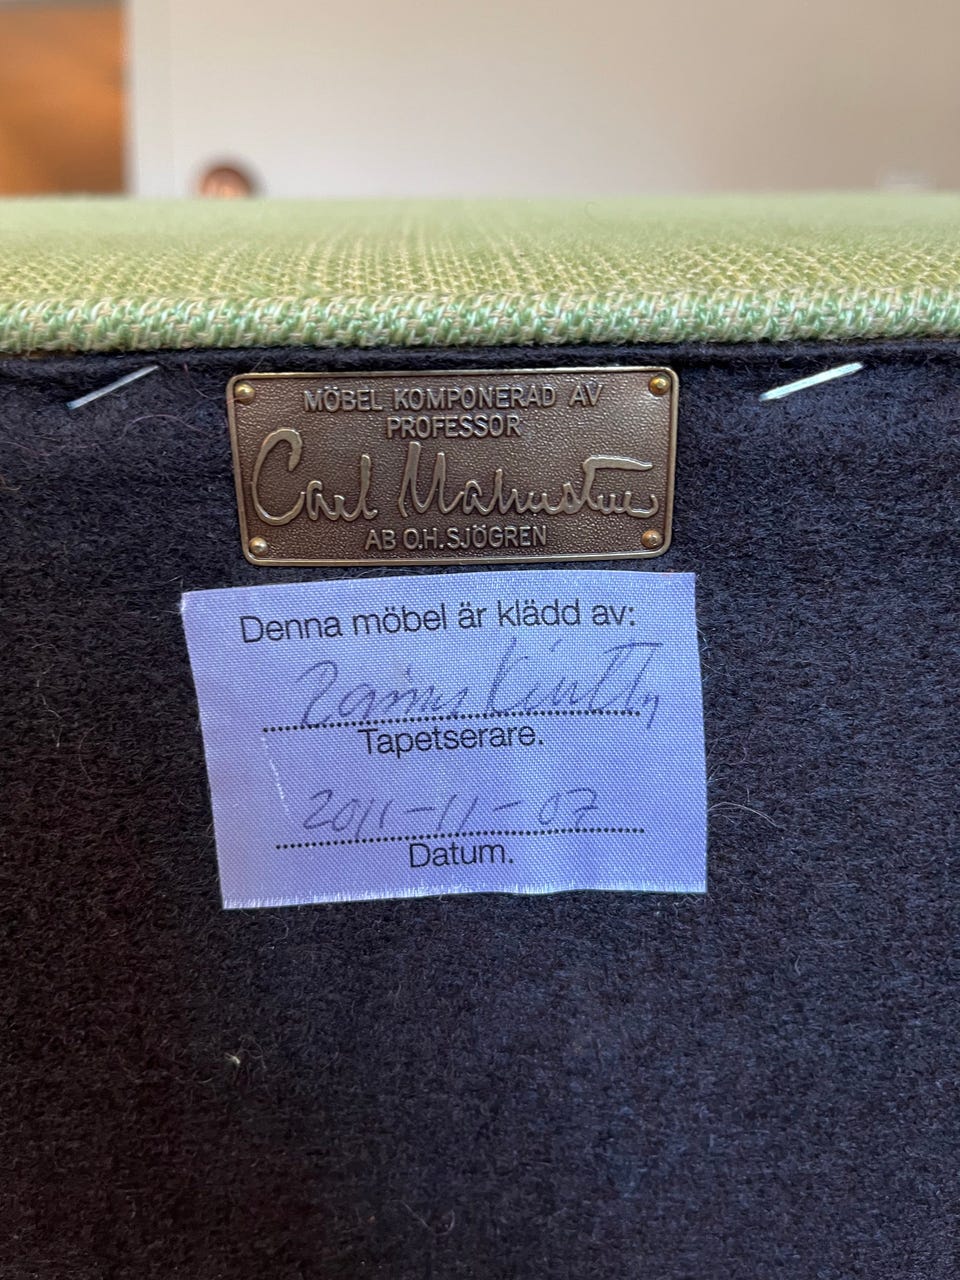 MÖBEL KOMPONERAD AV
PROFESSOR
Carl Malmsten
AB O.H. SJÖGREN
Denna möbel är klädd av:
Tapetserare.
2011-11-07
Datum.